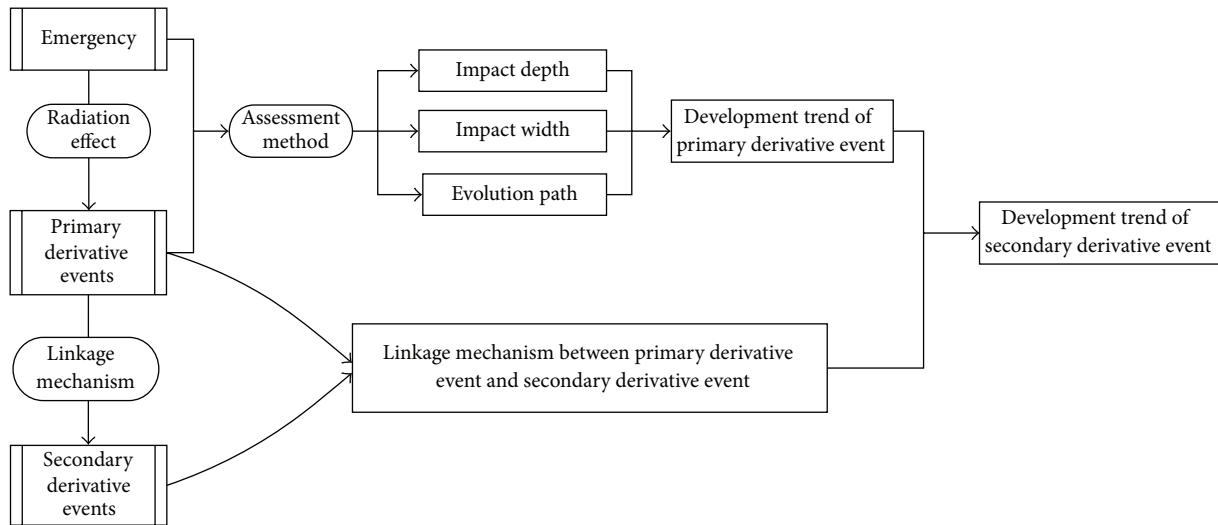 Emergency
Radiation
effect
Primary
derivative
events
Linkage
mechanism
Secondary
derivative
events
Assessment
method
Impact depth
Impact width
Evolution path
Development trend of
primary derivative event
Linkage mechanism between primary derivative
event and secondary derivative event
Development trend of
secondary derivative event